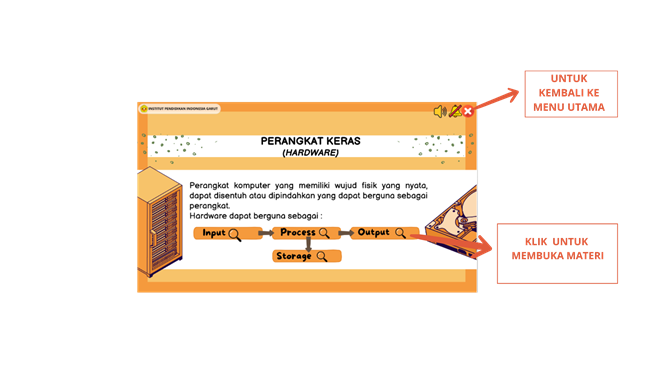 INSTITUT PENDIDIKAN INDONESIA GARUT
UNTUK
KEMBALI KE
MENU UTAMA
PERANGKAT KERAS
(HARDWARE)
Perangkat komputer yang memiliki wujud fisik yang nyata,
dapat disentuh atau dipindahkan yang dapat berguna sebagai
perangkat.
Hardware dapat berguna sebagai :
Input
Process
Output
Storage
KLIK UNTUK
MEMBUKA MATERI